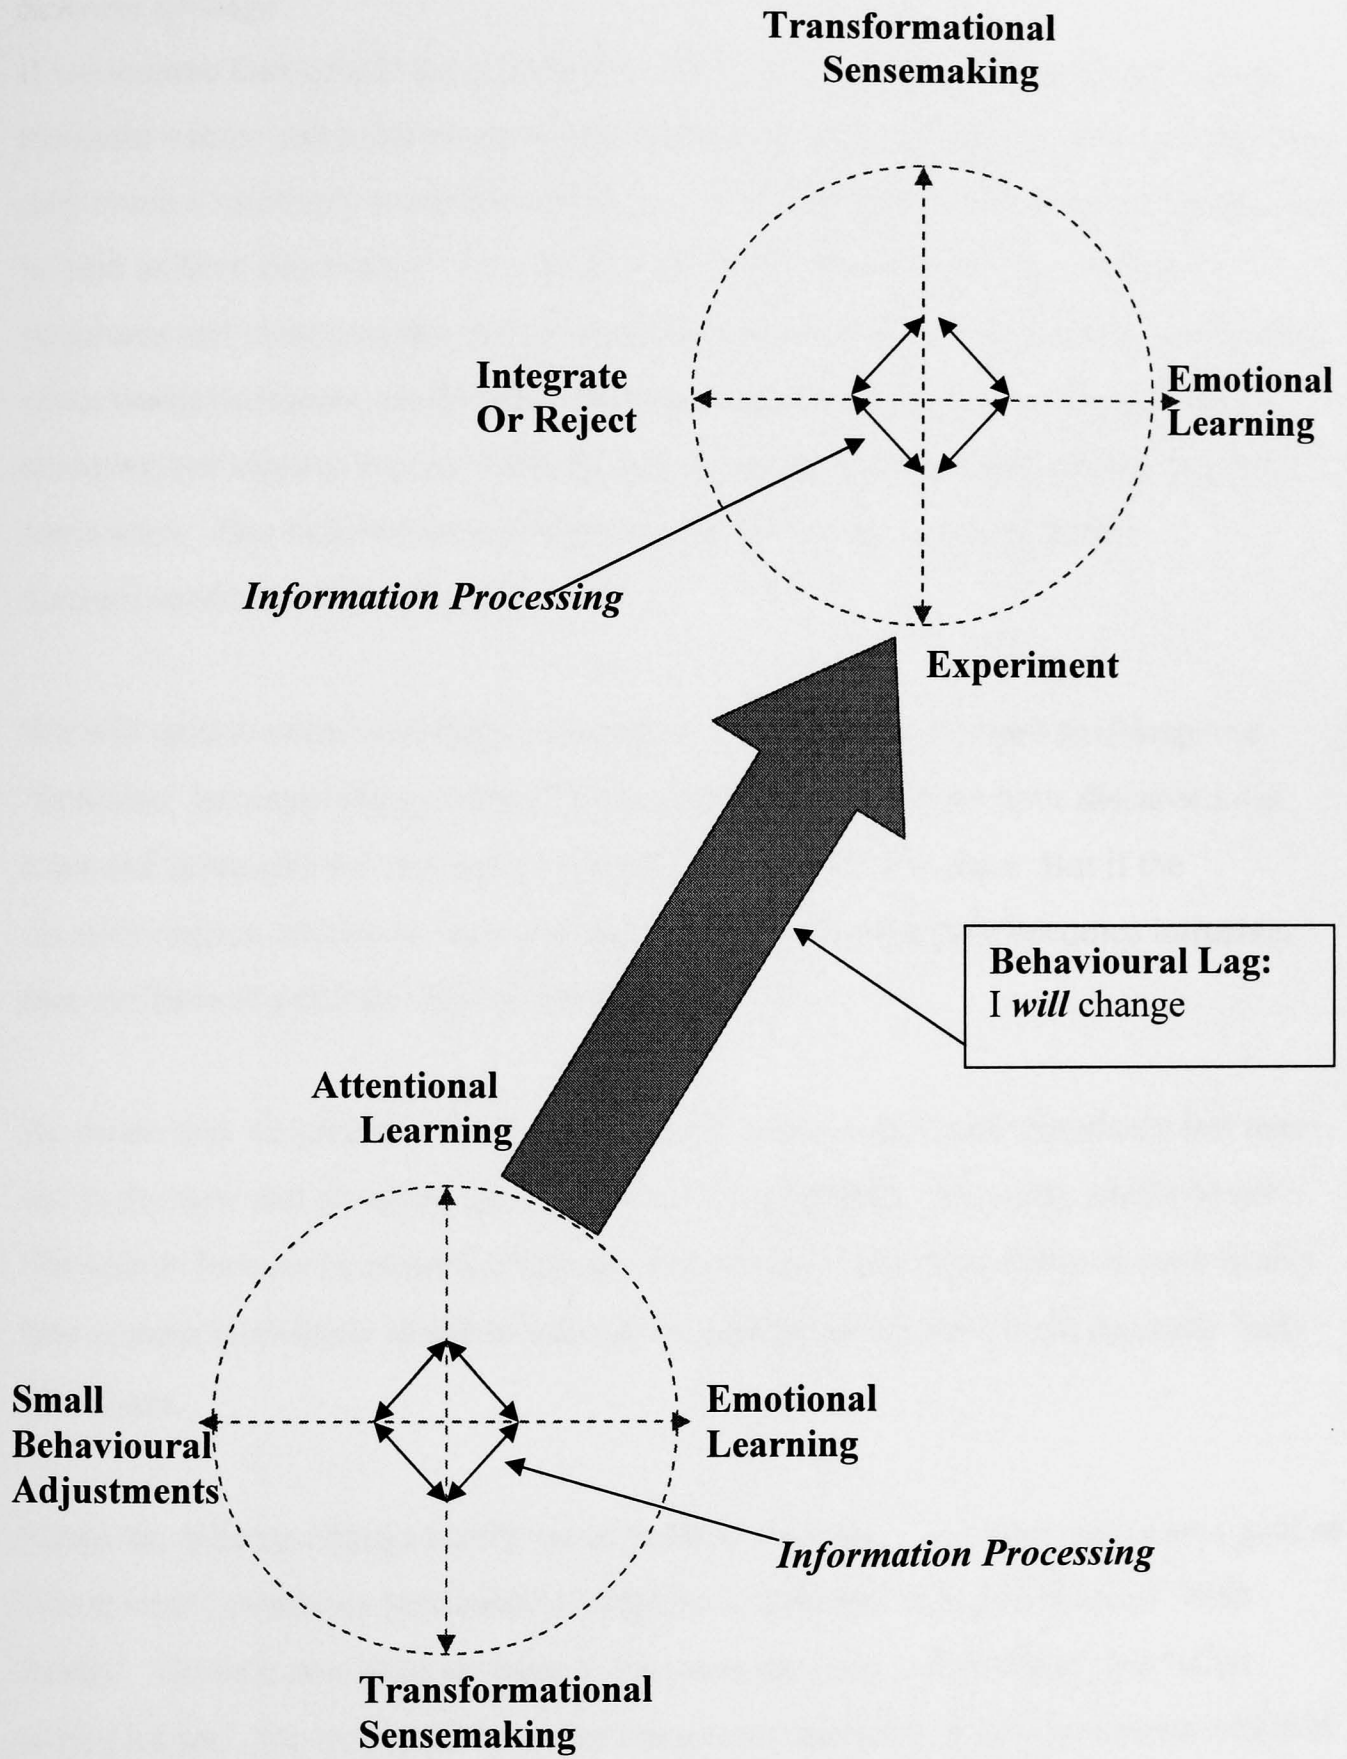 Transformational
Sensemaking
Integrate
Or Reject
Emotional
Learning
Information Processing
Experiment
Behavioural Lag:
I will change
Attentional
Learning
Small
Behavioural
Adjustments
Emotional
Learning
Information Processing
Transformational
Sensemaking